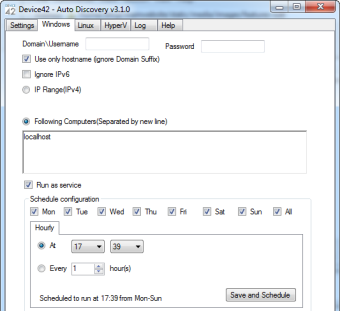 Device42 - Auto Discovery v3.1.0
Settings Windows Linux HyperV Log Help
Domain\Username Password
Use only hostname (ignore Domain Suffix)
Ignore IPv6
IP Range(IPv4)
Following Computers(Separated by new line)
localhost
Run as service
Schedule configuration
Mon Tue Wed Thu Fri Sat Sun All
Hourly
At 17 39
Every 1 hour(s)
Scheduled to run at 17:39 from Mon-Sun
Save and Schedule